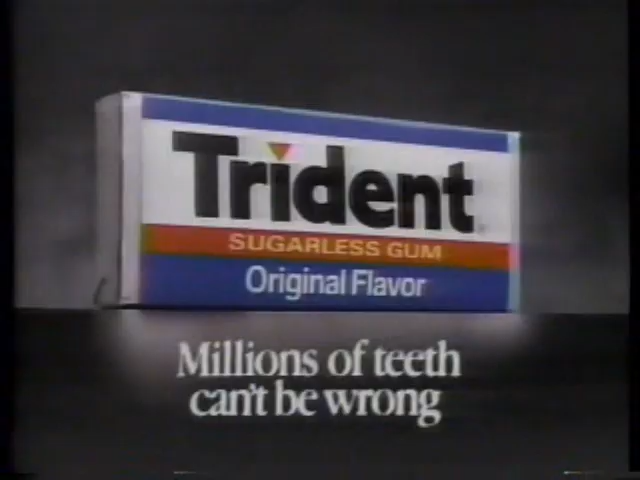 Trident
SUGARLESS GUM
Original Flavor
Millions of teeth
can't be wrong